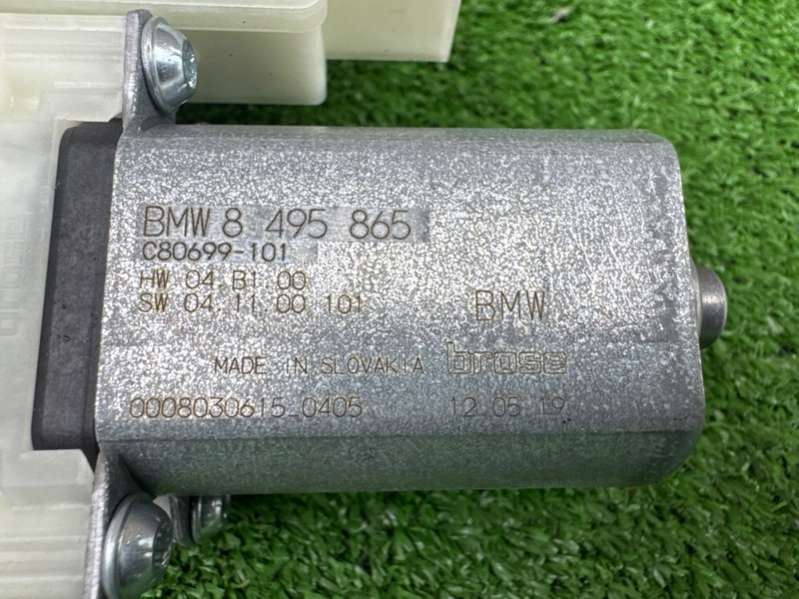 BMW 8 495 865
C80699-101
HW 04 B1 00
SW 04 11 00 101
BMW
MADE IN SLOVAKIA brose
0008030615_0405 12.05.19